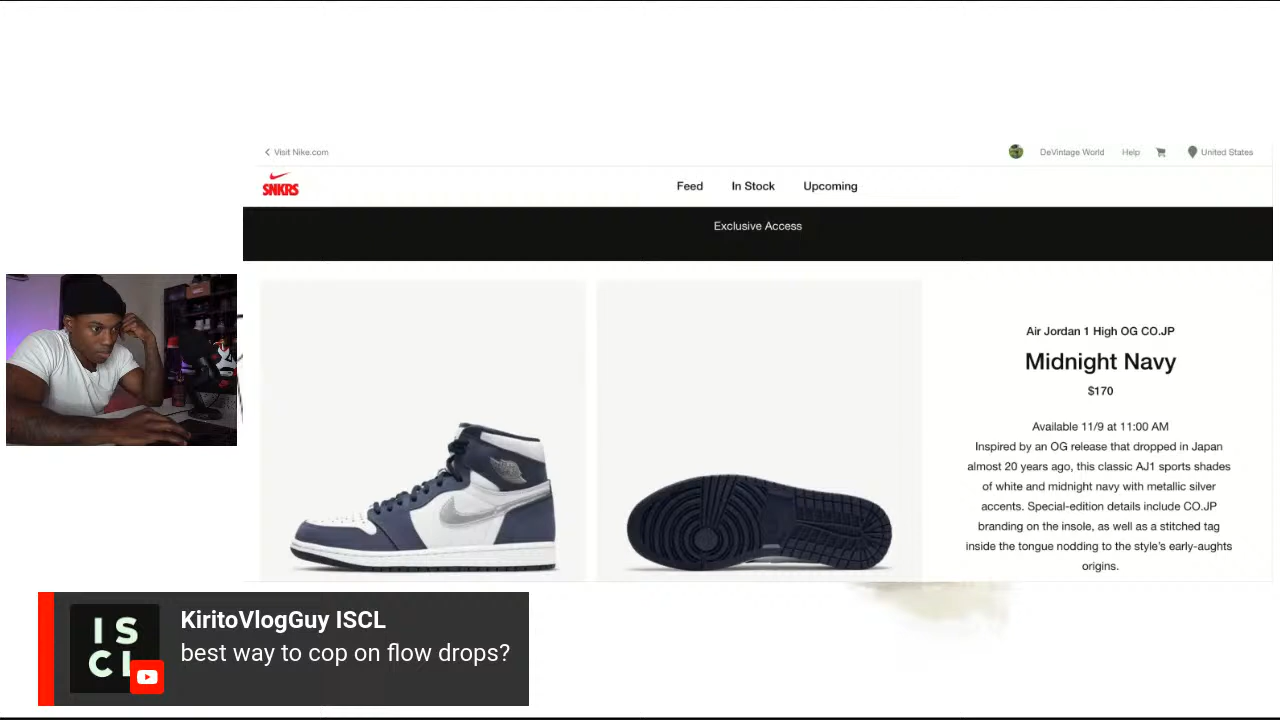 Visit Nike.com
DeVintage World
Help
United States
SNKRS
Feed
In Stock
Upcoming
Exclusive Access
Air Jordan 1 High OG CO.JP
Midnight Navy
$170
Available 11/9 at 11:00 AM
Inspired by an OG release that dropped in Japan
almost 20 years ago, this classic AJ1 sports shades
of white and midnight navy with metallic silver
accents. Special-edition details include CO.JP
branding on the insole, as well as a stitched tag
inside the tongue nodding to the style's early-aughts
origins.
IS
CL
KiritoVlogGuy ISCL
best way to cop on flow drops?